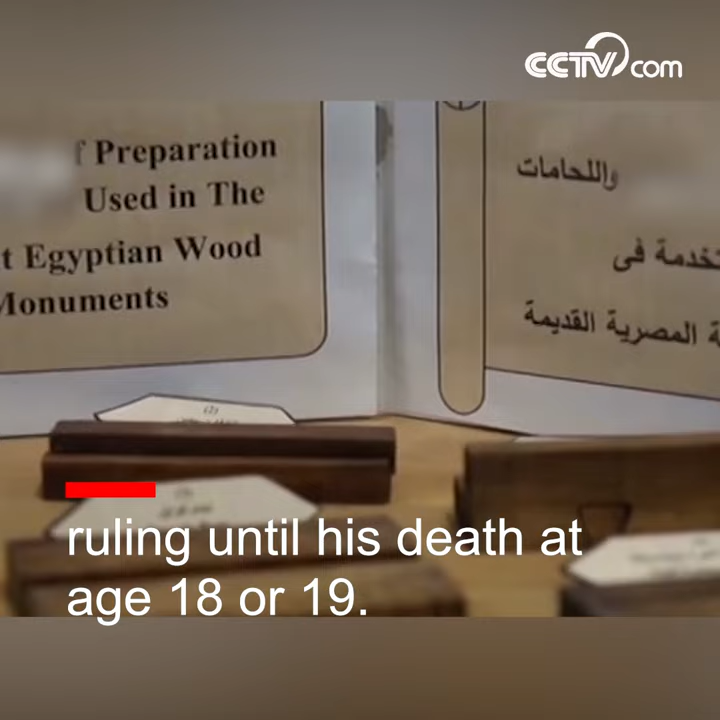 CCTV.com
f Preparation
Used in The
t Egyptian Wood
Monuments
واللحامات
تخدمة فى
ة المصرية القديمة
(2)
ruling until his death at
age 18 or 19.